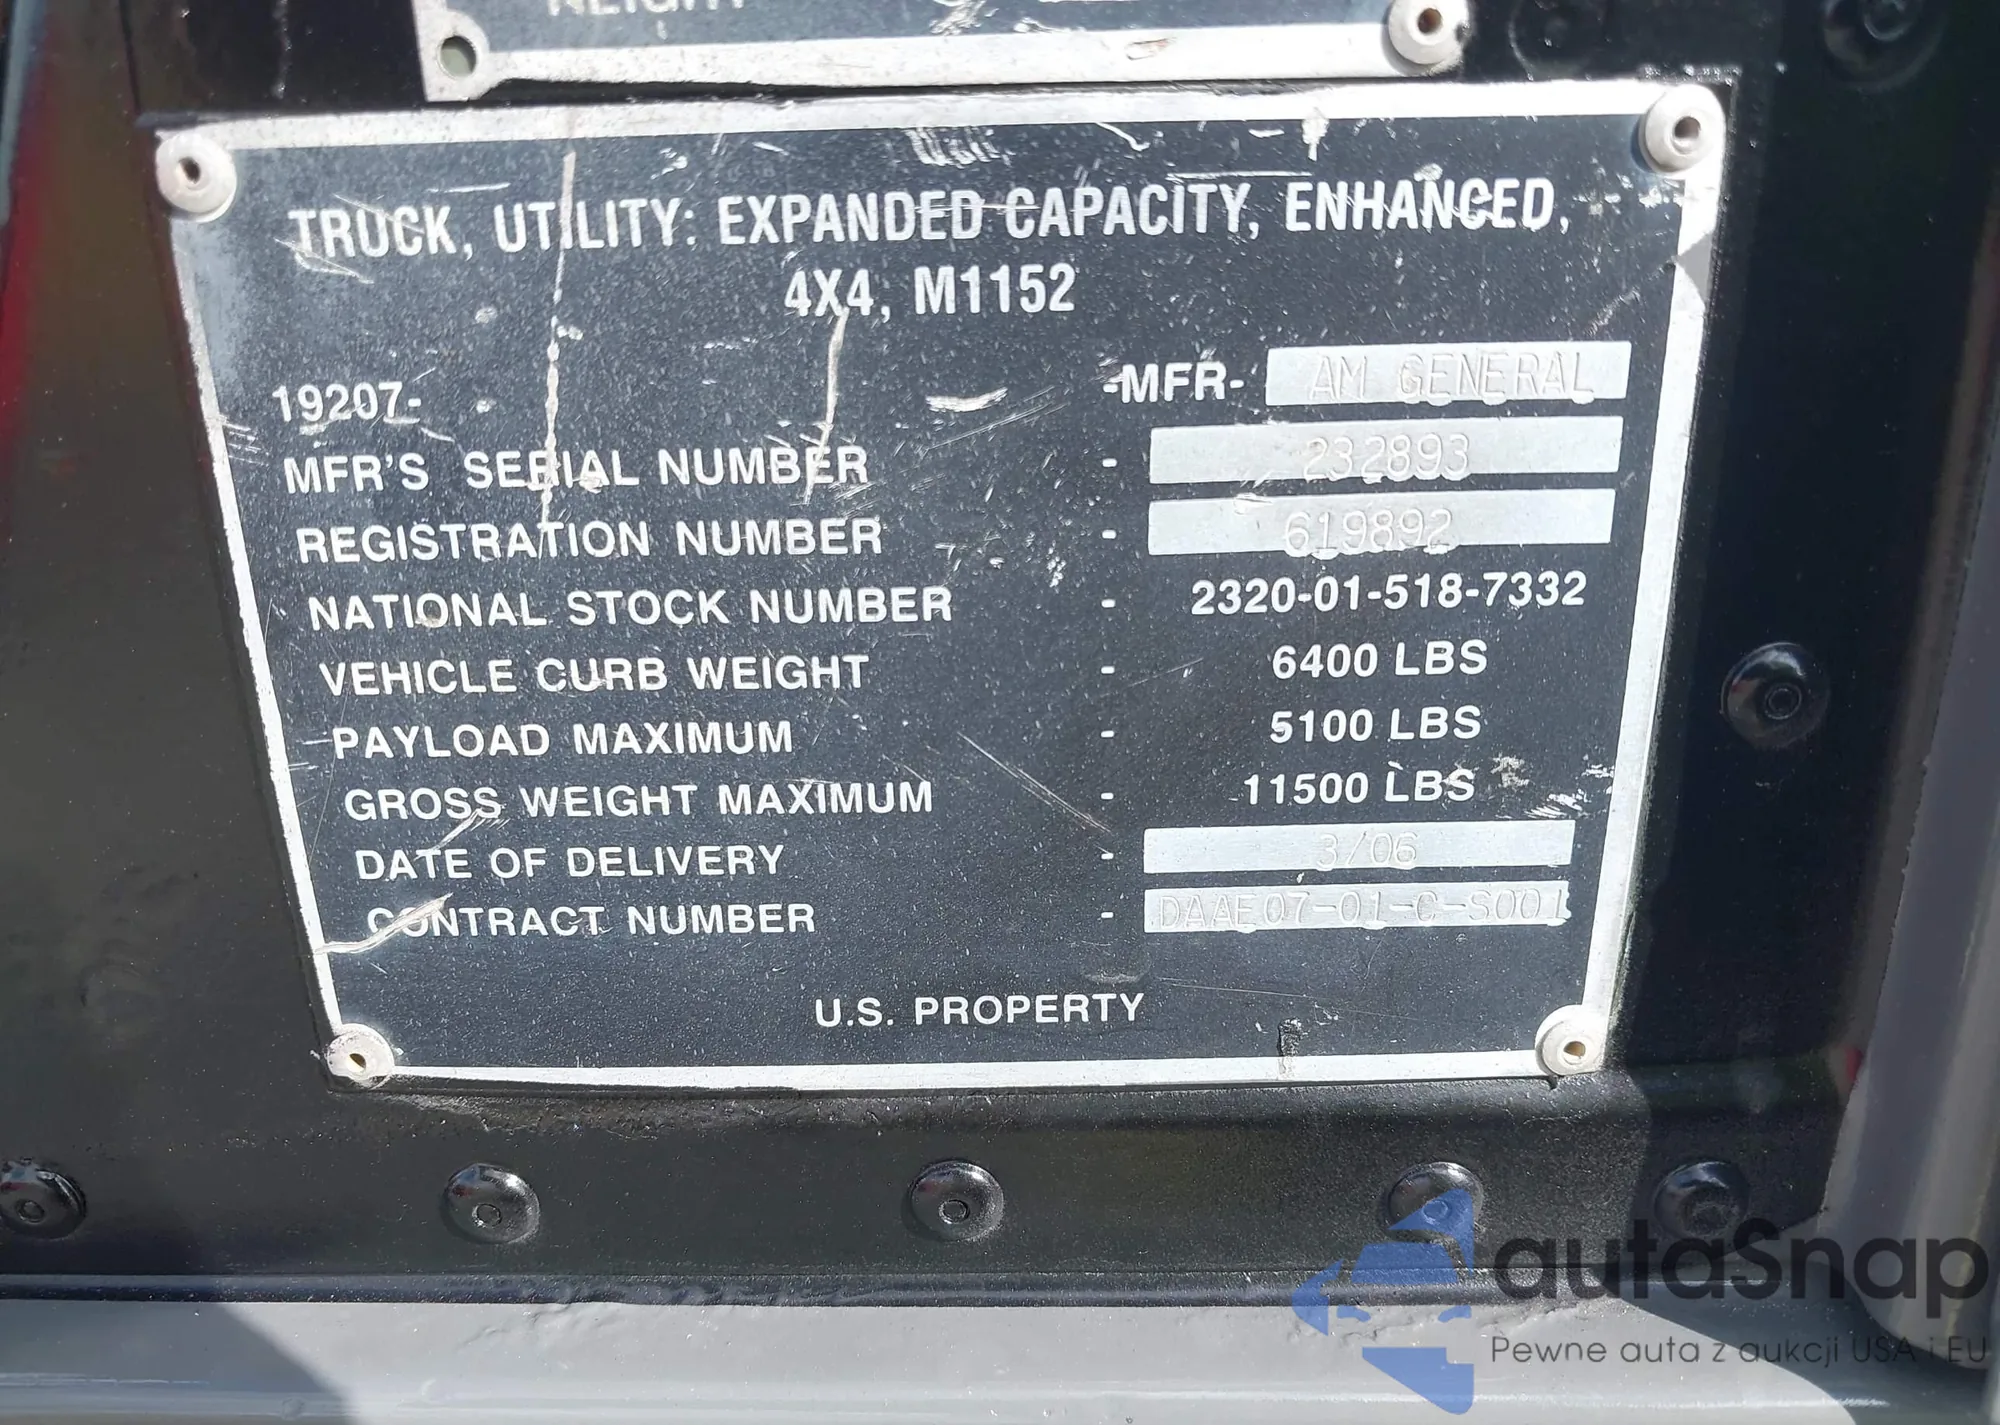 HEIGHT
TRUCK, UTILITY: EXPANDED CAPACITY, ENHANCED,
4X4, M1152
19207- -MFR- AM GENERAL
MFR'S SERIAL NUMBER - 232893
REGISTRATION NUMBER - 619892
NATIONAL STOCK NUMBER - 2320-01-518-7332
VEHICLE CURB WEIGHT - 6400 LBS
PAYLOAD MAXIMUM - 5100 LBS
GROSS WEIGHT MAXIMUM - 11500 LBS
DATE OF DELIVERY - 3/06
CONTRACT NUMBER - DAAE07-01-C-S001
U.S. PROPERTY
autaSnap
Pewne auta z aukcji USA i EU